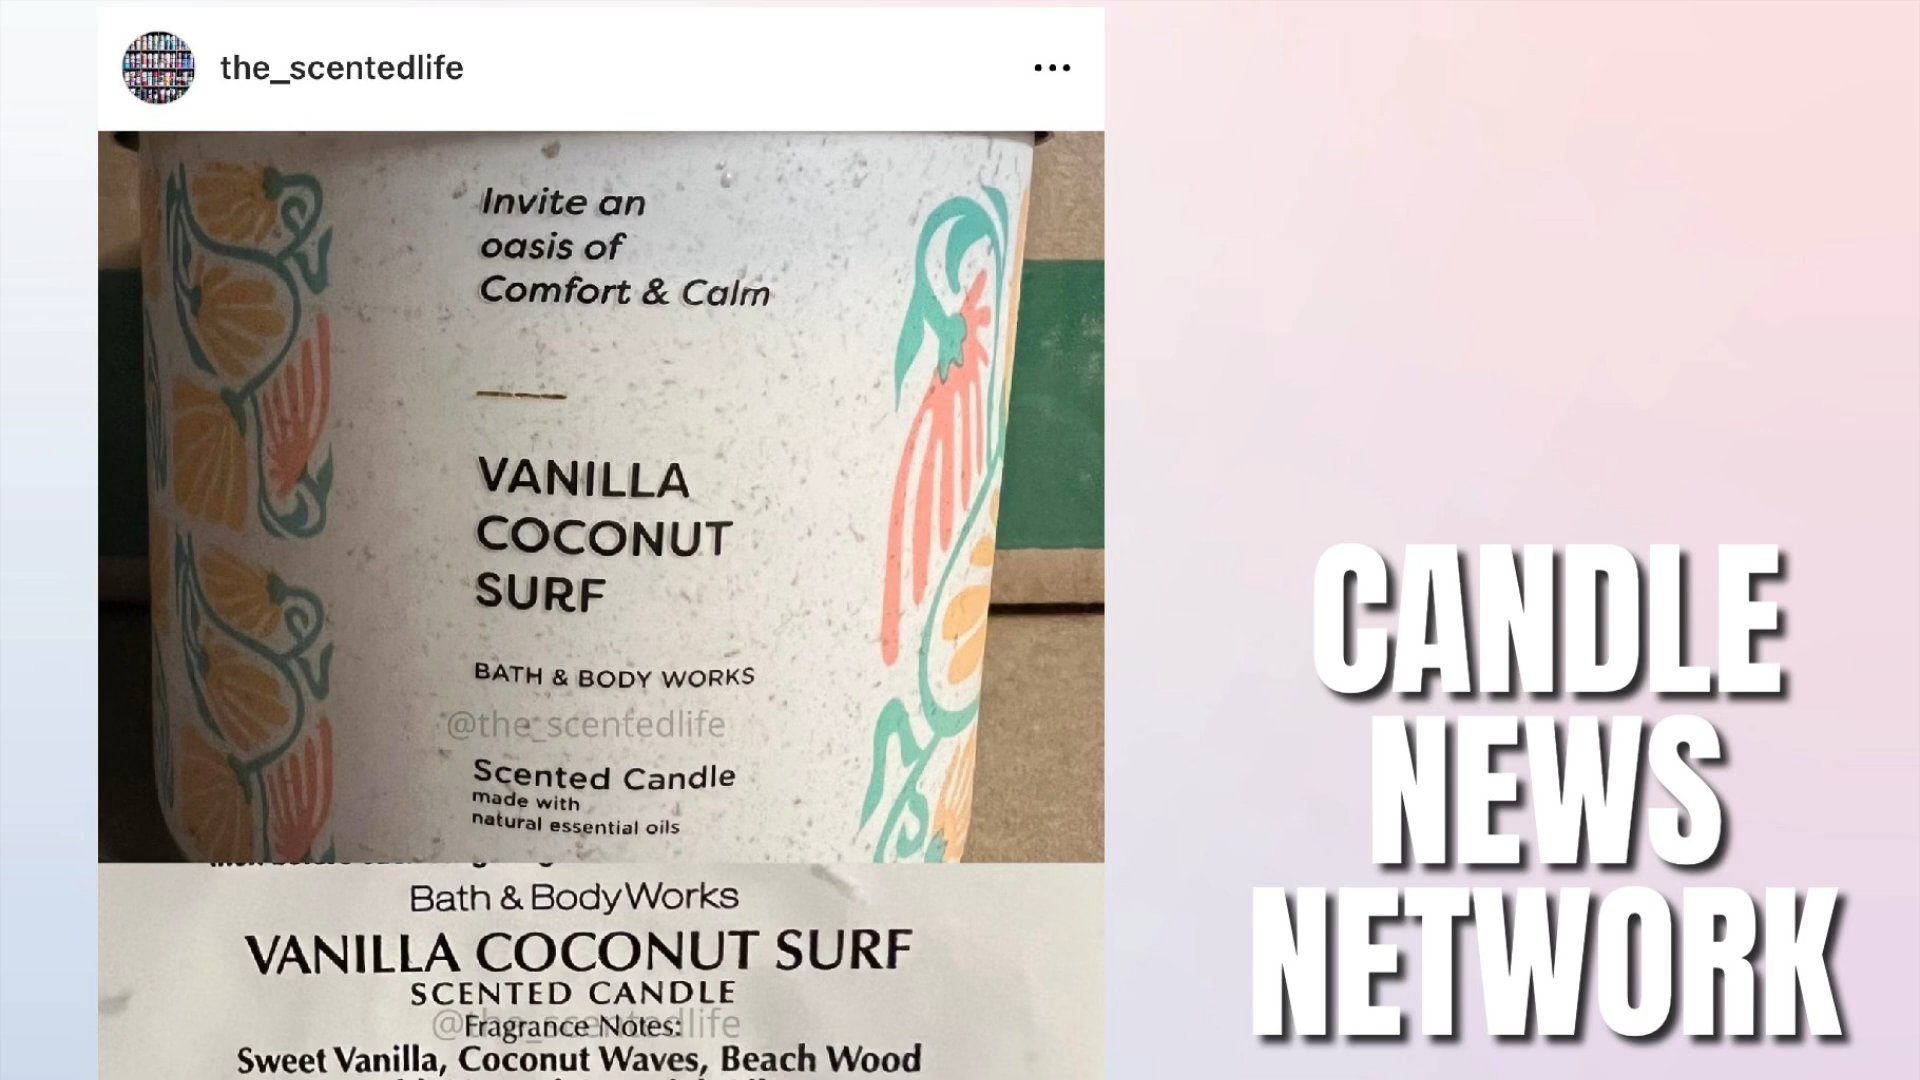 the_scentedlife
Invite an
oasis of
Comfort & Calm
VANILLA
COCONUT
SURF
BATH & BODY WORKS
@the_scentedlife
Scented Candle
made with
natural essential oils
Bath & Body Works
VANILLA COCONUT SURF
SCENTED CANDLE
@the_scentedlife
Fragrance Notes:
Sweet Vanilla, Coconut Waves, Beach Wood
CANDLE
NEWS
NETWORK